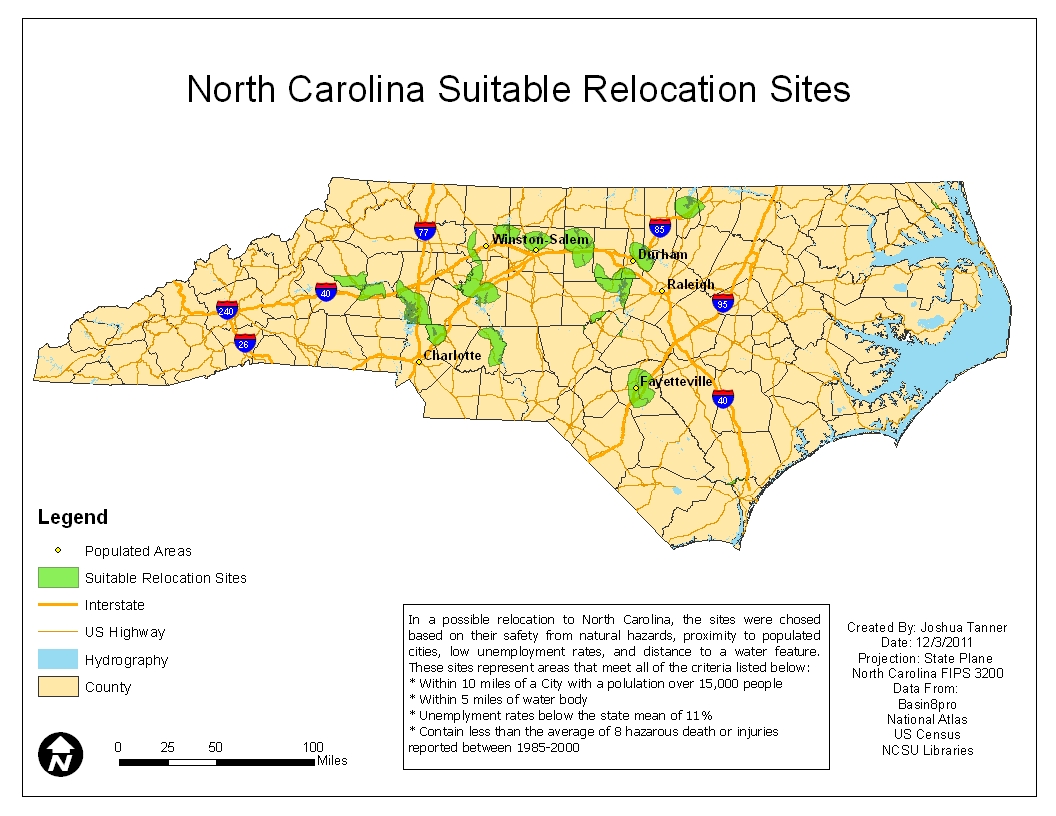 North Carolina Suitable Relocation Sites
77
Winston-Salem
85
Durham
40
Raleigh
240
95
26
Charlotte
Fayetteville
40
Legend
Populated Areas
Suitable Relocation Sites
Interstate
US Highway
Hydrography
County
N
0 25 50 100
Miles
In a possible relocation to North Carolina, the sites were chosed
based on their safety from natural hazards, proximity to populated
cities, low unemployment rates, and distance to a water feature.
These sites represent areas that meet all of the criteria listed below:
* Within 10 miles of a City with a polulation over 15,000 people
* Within 5 miles of water body
* Unemplyment rates below the state mean of 11%
* Contain less than the average of 8 hazarous death or injuries
reported between 1985-2000
Created By: Joshua Tanner
Date: 12/3/2011
Projection: State Plane
North Carolina FIPS 3200
Data From:
Basin8pro
National Atlas
US Census
NCSU Libraries